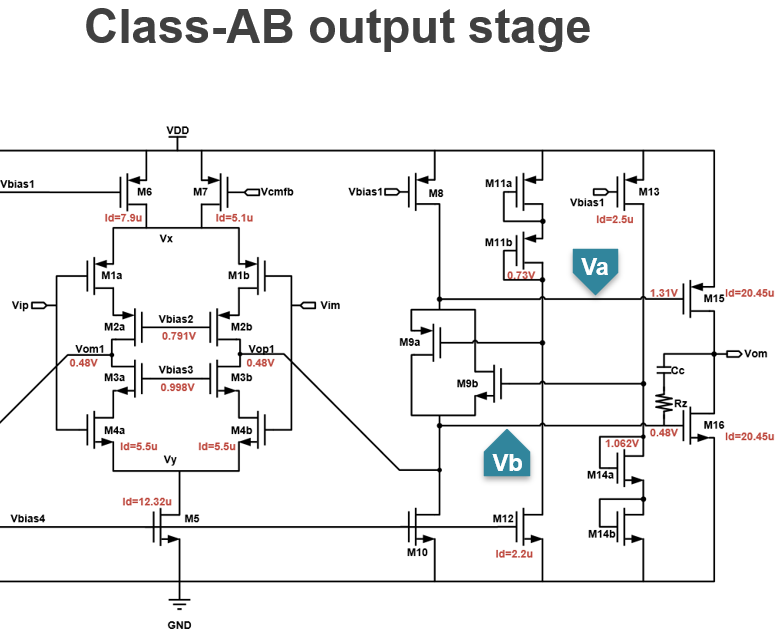 Class-AB output stage
VDD
Vbias1
M6
M7
Vcmfb
Vbias1
M8
M11a
M13
Vbias1
Id=7.9u
Id=5.1u
Id=2.5u
Vx
M11b
M1a
M1b
0.73V
Va
1.31V
M15
Id=20.45u
Vip
Vim
Vbias2
M2a
M2b
0.791V
M9a
Vom1
Vop1
Vom
0.48V
0.48V
Cc
Vbias3
M3a
M3b
0.998V
M9b
Rz
M4a
M4b
0.48V
M16
Id=20.45u
Id=5.5u
Id=5.5u
1.062V
Vy
Vb
M14a
Id=12.32u
Vbias4
M5
M12
M14b
M10
Id=2.2u
GND